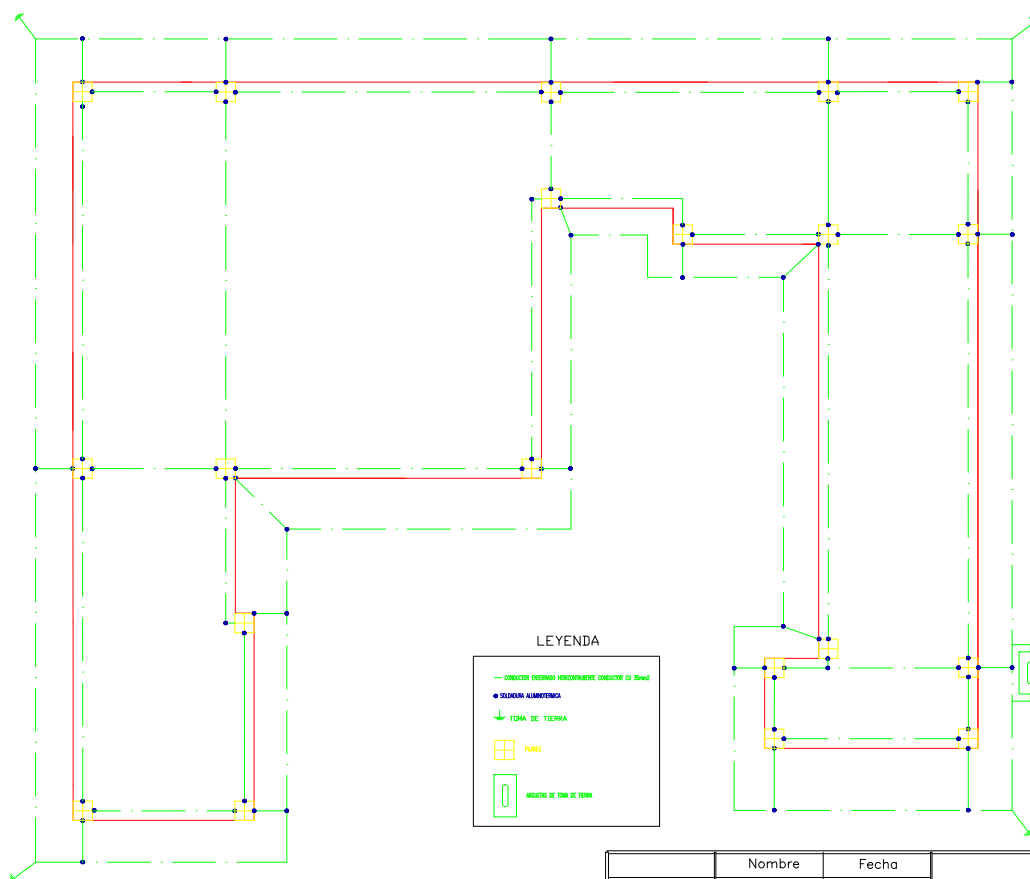 LEYENDA
CONDUCTOR ENTERRADO HORIZONTALMENTE CONDUCTOR CU 35mm2
SOLDADURA ALUMINOTERMICA
TOMA DE TIERRA
PILARES
ARQUETAS DE TOMA DE TIERRA
Nombre Fecha